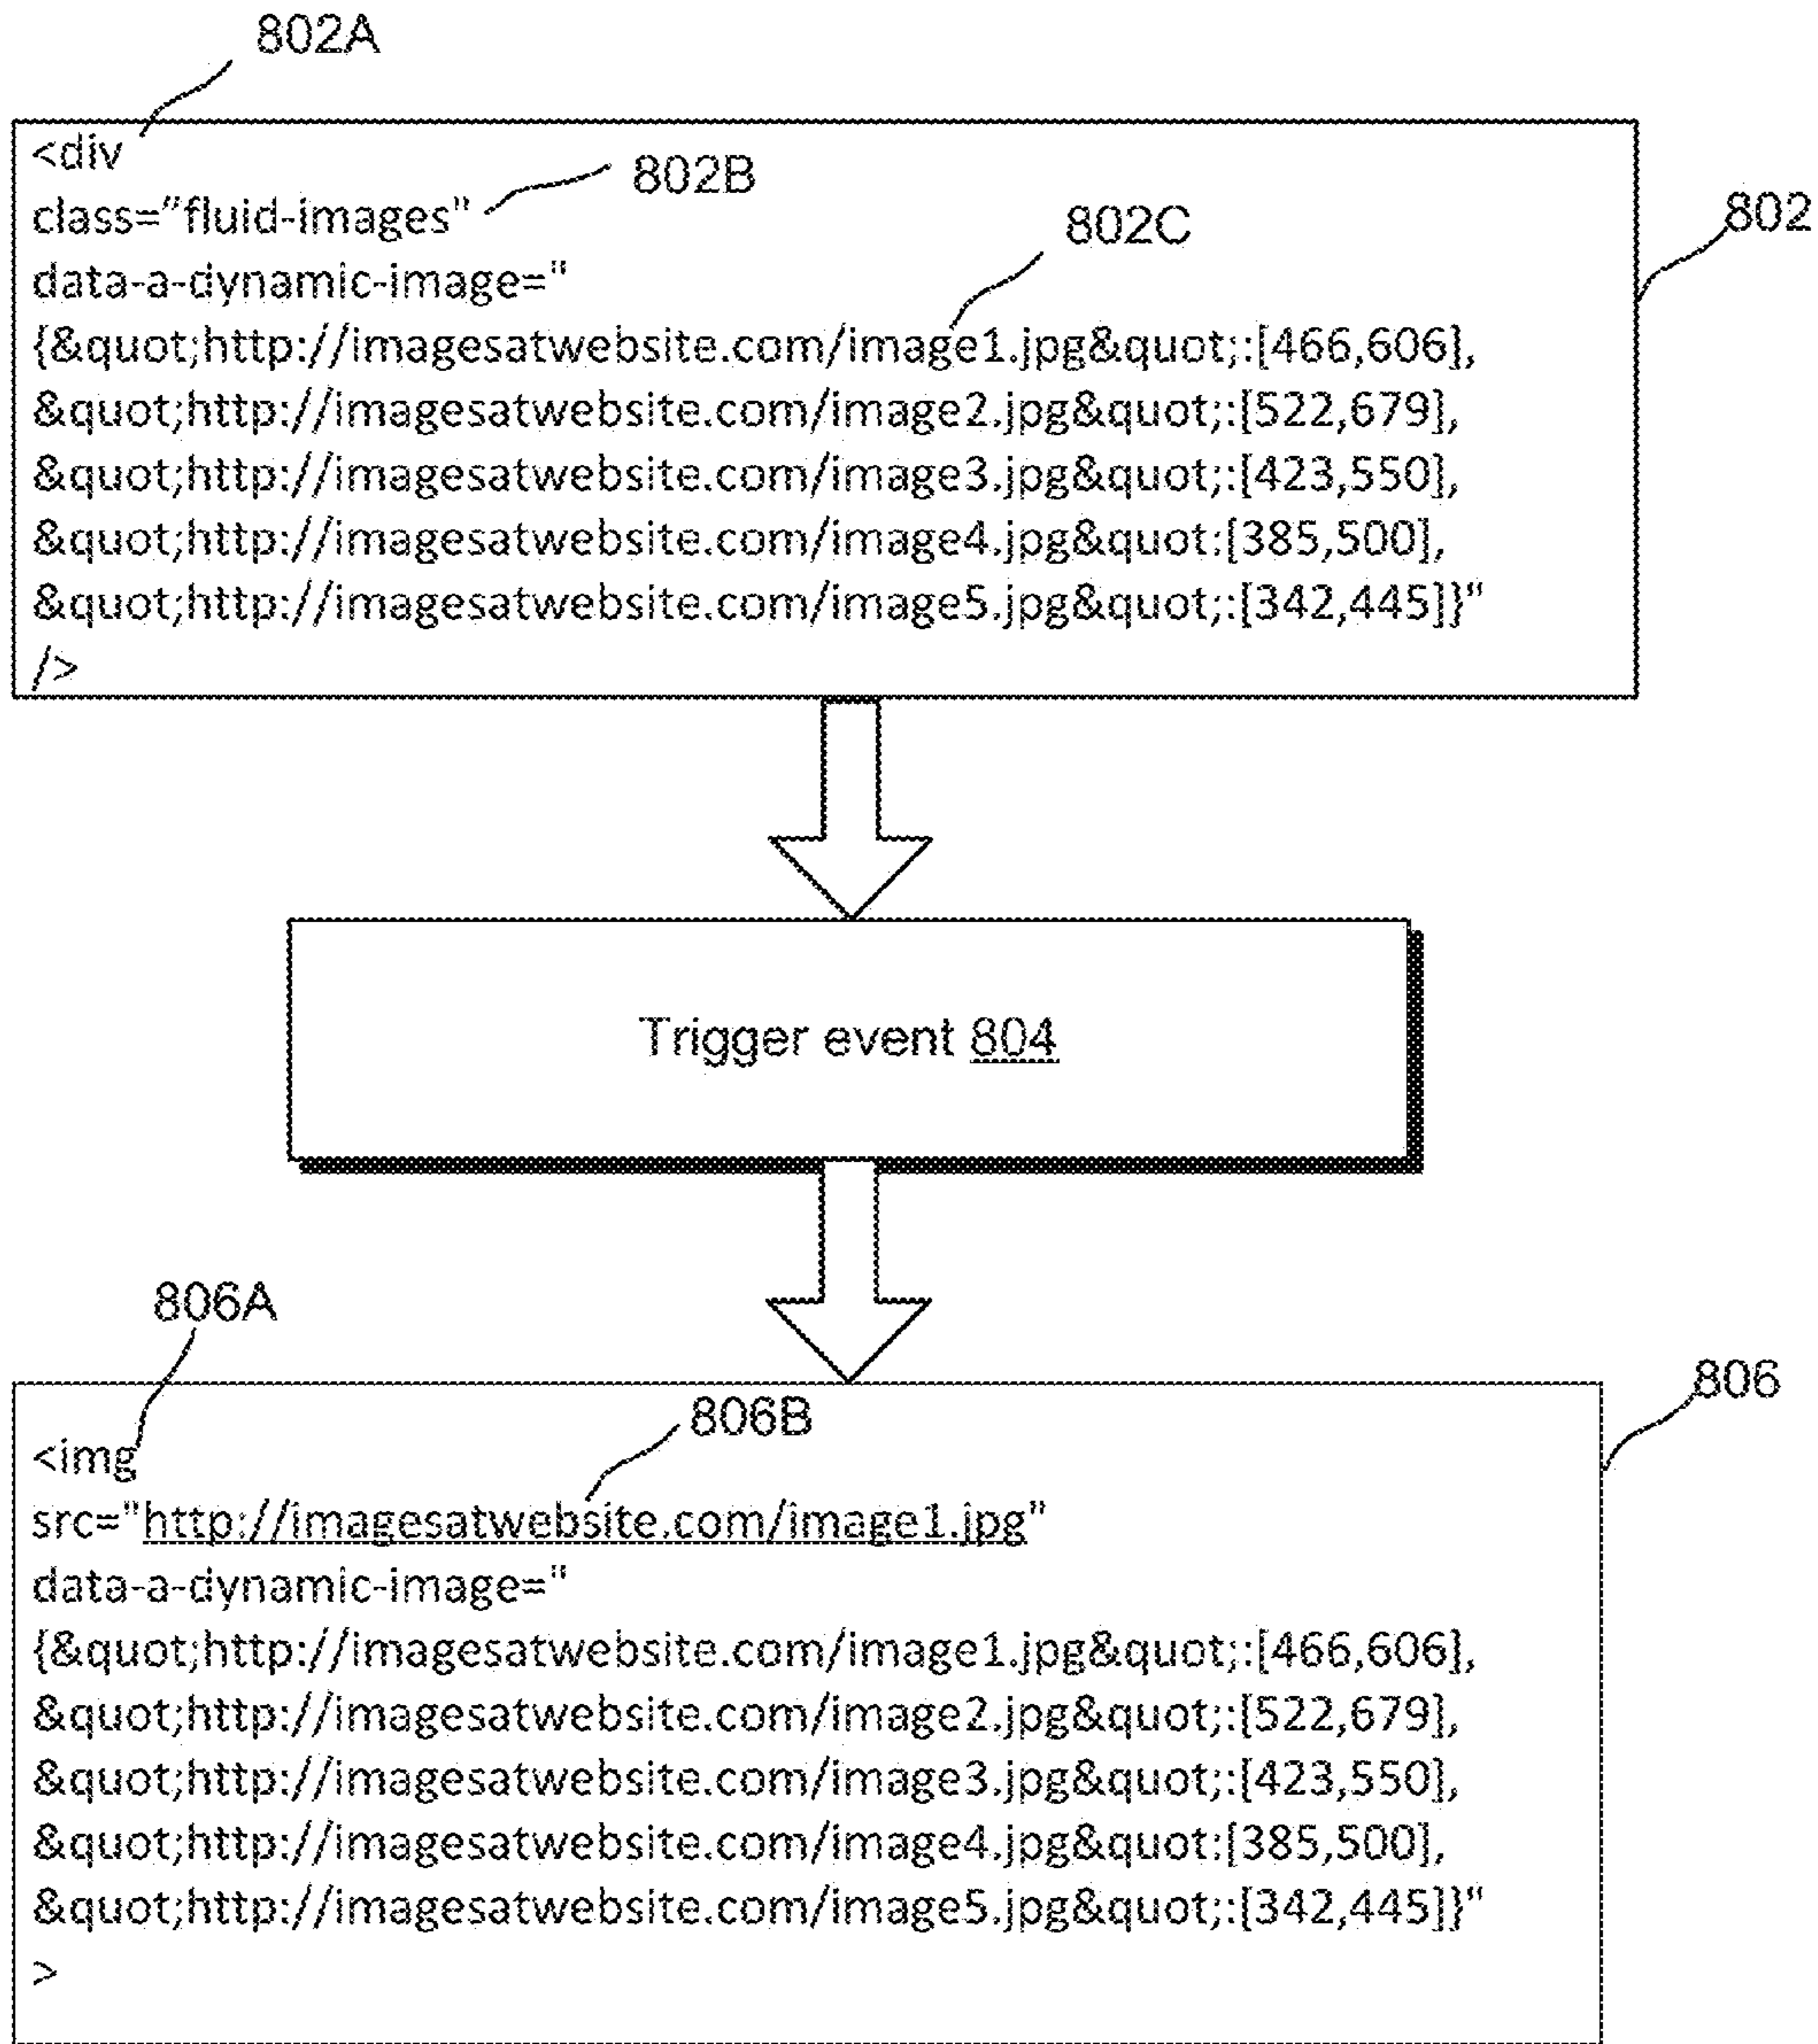 802A
<div
802B
class="fluid-images"
802C
802
data-a-dynamic-image="
{&quot;http://imagesatwebsite.com/image1.jpg&quot;:[466,606],
&quot;http://imagesatwebsite.com/image2.jpg&quot;:[522,679],
&quot;http://imagesatwebsite.com/image3.jpg&quot;:[423,550],
&quot;http://imagesatwebsite.com/image4.jpg&quot:[385,500],
&quot;http://imagesatwebsite.com/image5.jpg&quot;:[342,445]}"
/>
Trigger event 804
806A
806
806B
<img
src="http://imagesatwebsite.com/image1.jpg"
data-a-dynamic-image="
{&quot;http://imagesatwebsite.com/image1.jpg&quot;:[466,606],
&quot;http://imagesatwebsite.com/image2.jpg&quot;:[522,679],
&quot;http://imagesatwebsite.com/image3.jpg&quot;:[423,550],
&quot;http://imagesatwebsite.com/image4.jpg&quot:[385,500],
&quot;http://imagesatwebsite.com/image5.jpg&quot;:[342,445]}"
>